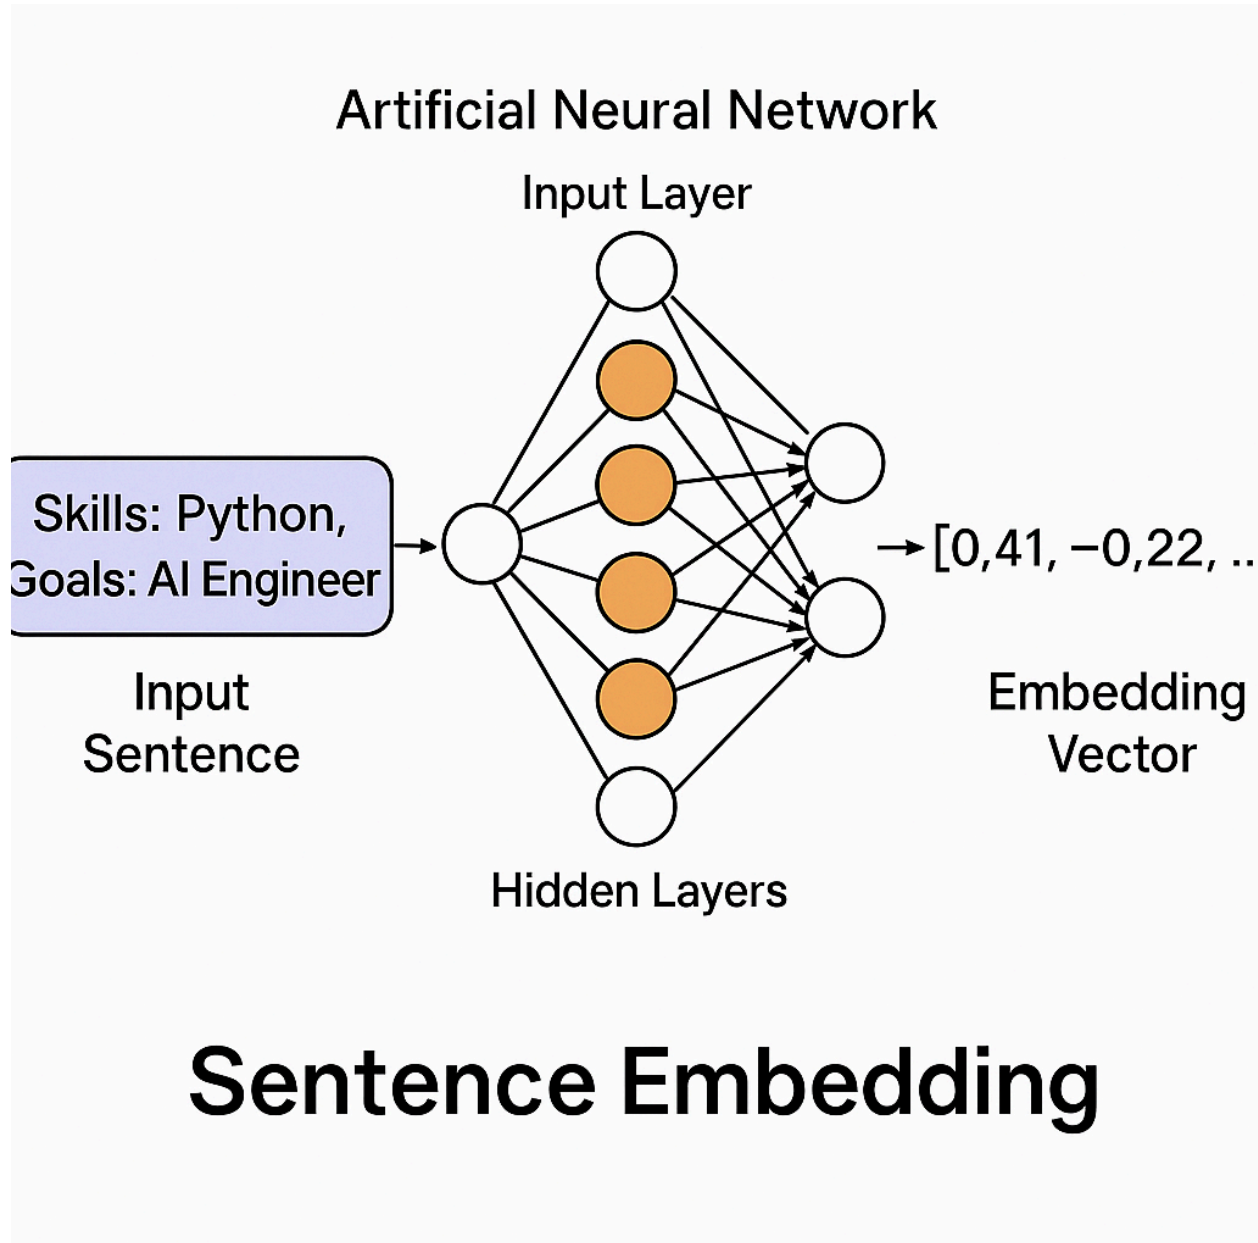 Artificial Neural Network
Input Layer
Skills: Python,
Goals: AI Engineer
[0,41, −0,22, ..
Input
Sentence
Embedding
Vector
Hidden Layers
Sentence Embedding